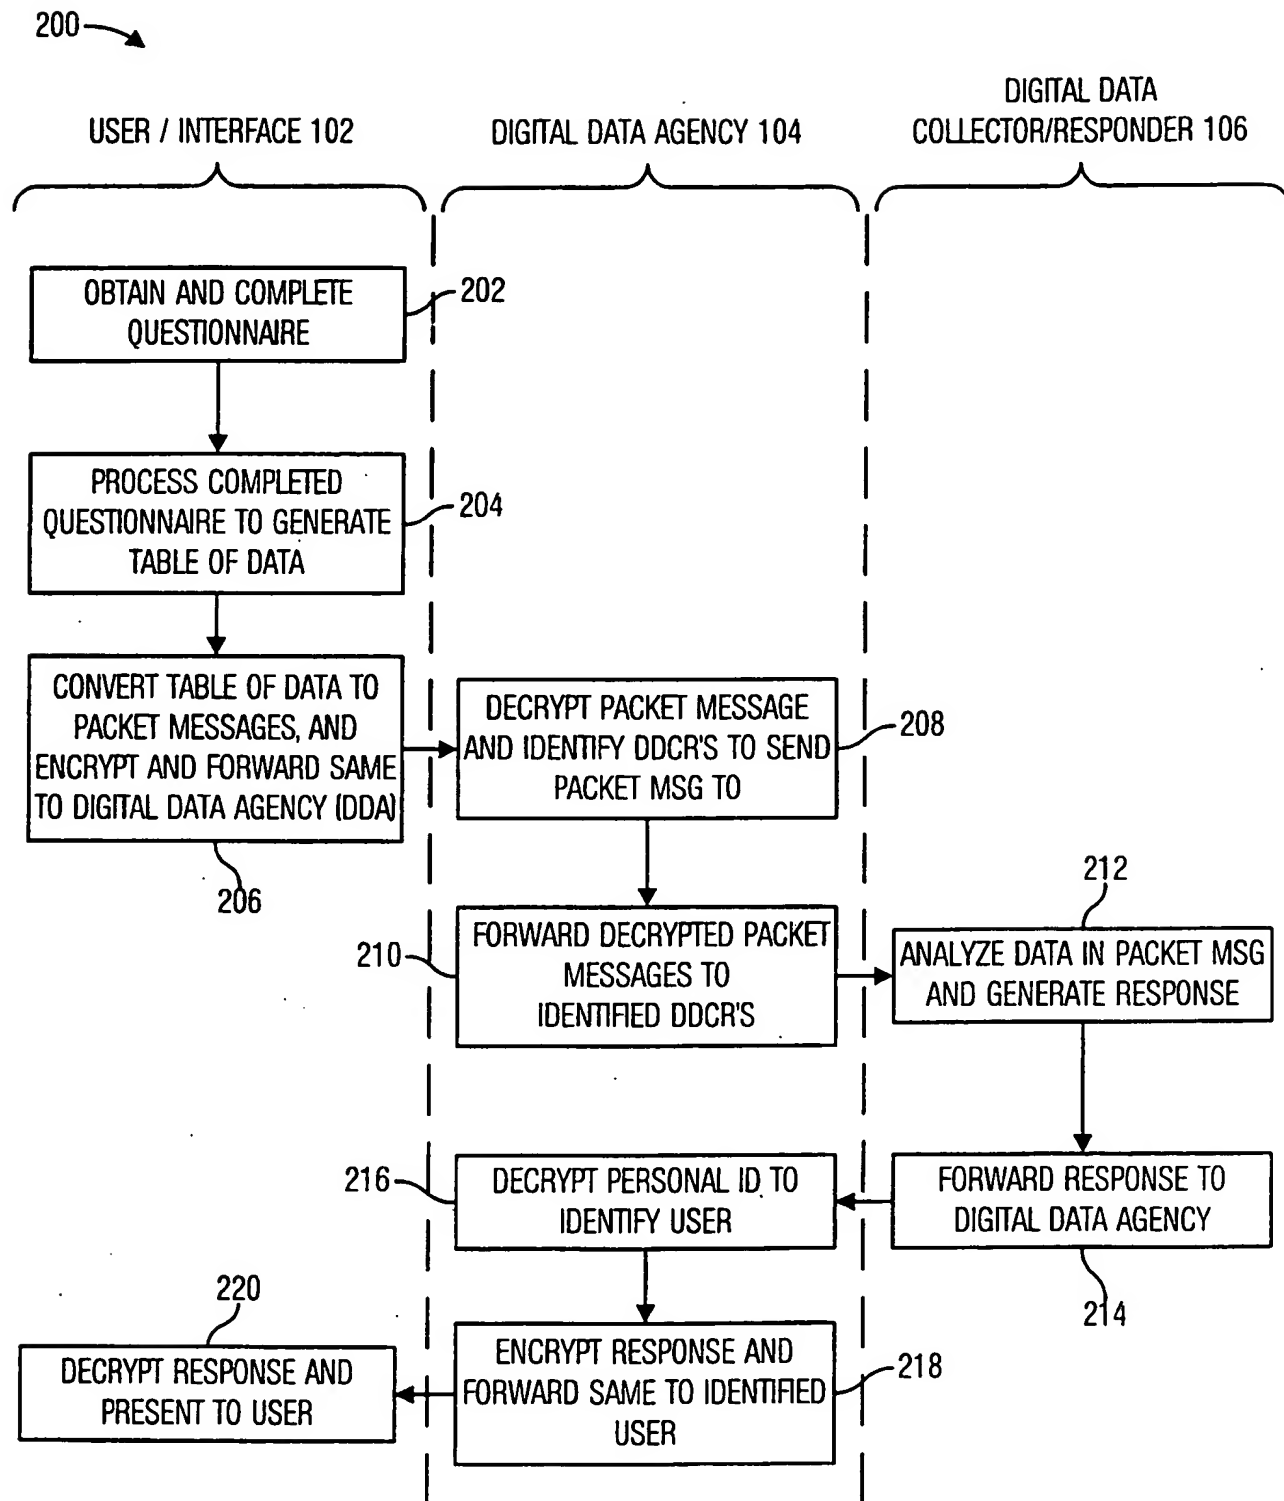 200
USER / INTERFACE 102
DIGITAL DATA AGENCY 104
DIGITAL DATA
COLLECTOR/RESPONDER 106
OBTAIN AND COMPLETE
QUESTIONNAIRE
202
PROCESS COMPLETED
QUESTIONNAIRE TO GENERATE
TABLE OF DATA
204
CONVERT TABLE OF DATA TO
PACKET MESSAGES, AND
ENCRYPT AND FORWARD SAME
TO DIGITAL DATA AGENCY (DDA)
206
DECRYPT PACKET MESSAGE
AND IDENTIFY DDCR'S TO SEND
PACKET MSG TO
208
FORWARD DECRYPTED PACKET
MESSAGES TO
IDENTIFIED DDCR'S
210
212
ANALYZE DATA IN PACKET MSG
AND GENERATE RESPONSE
FORWARD RESPONSE TO
DIGITAL DATA AGENCY
214
216
DECRYPT PERSONAL ID TO
IDENTIFY USER
ENCRYPT RESPONSE AND
FORWARD SAME TO IDENTIFIED
USER
218
220
DECRYPT RESPONSE AND
PRESENT TO USER